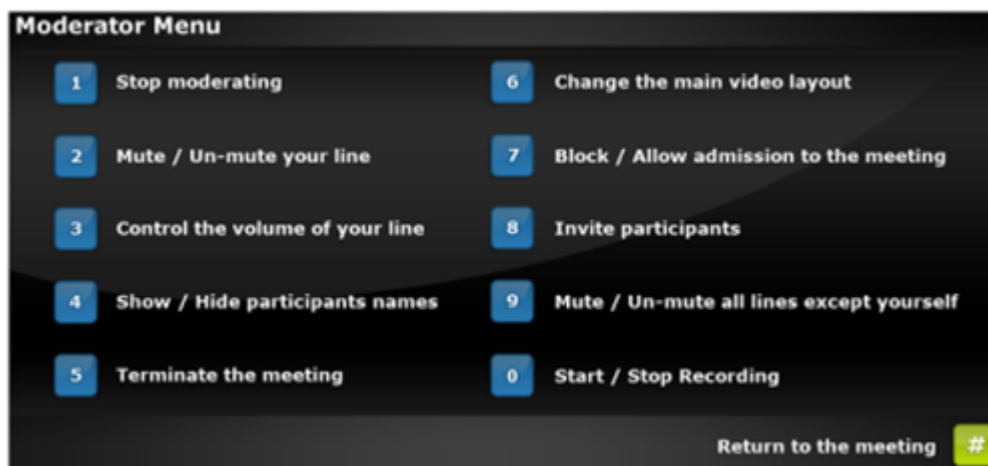 Moderator Menu
1 Stop moderating
2 Mute / Un-mute your line
3 Control the volume of your line
4 Show / Hide participants names
5 Terminate the meeting
6 Change the main video layout
7 Block / Allow admission to the meeting
8 Invite participants
9 Mute / Un-mute all lines except yourself
0 Start / Stop Recording
Return to the meeting #